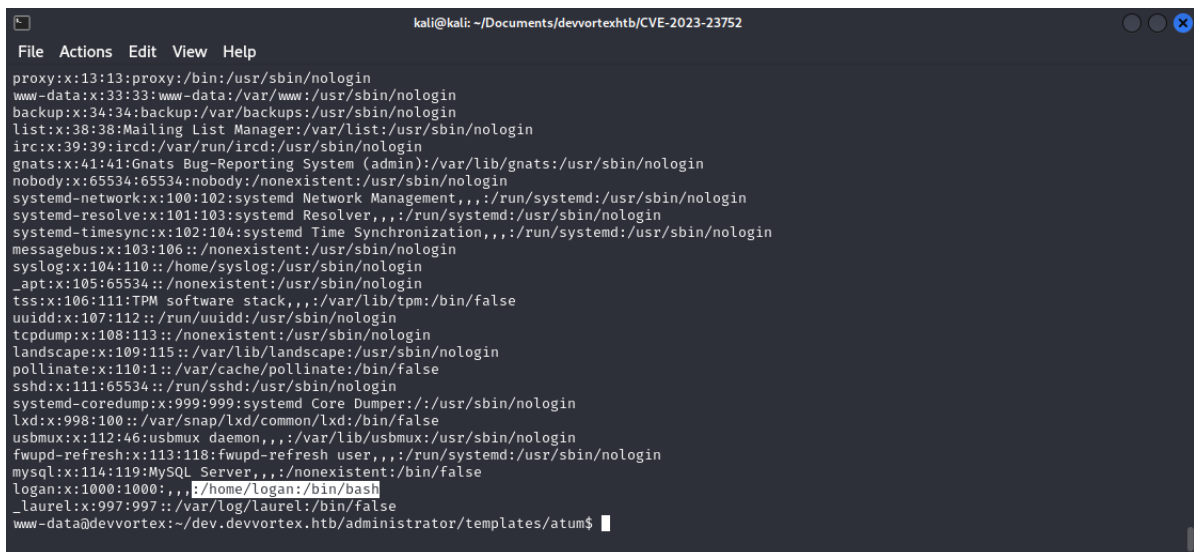 kali@kali: ~/Documents/devvortexhtb/CVE-2023-23752
File Actions Edit View Help
proxy:x:13:13:proxy:/bin:/usr/sbin/nologin
www-data:x:33:33:www-data:/var/www:/usr/sbin/nologin
backup:x:34:34:backup:/var/backups:/usr/sbin/nologin
list:x:38:38:Mailing List Manager:/var/list:/usr/sbin/nologin
irc:x:39:39:ircd:/var/run/ircd:/usr/sbin/nologin
gnats:x:41:41:Gnats Bug-Reporting System (admin):/var/lib/gnats:/usr/sbin/nologin
nobody:x:65534:65534:nobody:/nonexistent:/usr/sbin/nologin
systemd-network:x:100:102:systemd Network Management,,,:/run/systemd:/usr/sbin/nologin
systemd-resolve:x:101:103:systemd Resolver,,,:/run/systemd:/usr/sbin/nologin
systemd-timesync:x:102:104:systemd Time Synchronization,,,:/run/systemd:/usr/sbin/nologin
messagebus:x:103:106::/nonexistent:/usr/sbin/nologin
syslog:x:104:110::/home/syslog:/usr/sbin/nologin
_apt:x:105:65534::/nonexistent:/usr/sbin/nologin
tss:x:106:111:TPM software stack,,,:/var/lib/tpm:/bin/false
uuidd:x:107:112::/run/uuidd:/usr/sbin/nologin
tcpdump:x:108:113::/nonexistent:/usr/sbin/nologin
landscape:x:109:115::/var/lib/landscape:/usr/sbin/nologin
pollinate:x:110:1::/var/cache/pollinate:/bin/false
sshd:x:111:65534::/run/sshd:/usr/sbin/nologin
systemd-coredump:x:999:999:systemd Core Dumper:/:/usr/sbin/nologin
lxd:x:998:100::/var/snap/lxd/common/lxd:/bin/false
usbmux:x:112:46:usbmux daemon,,,:/var/lib/usbmux:/usr/sbin/nologin
fwupd-refresh:x:113:118:fwupd-refresh user,,,:/run/systemd:/usr/sbin/nologin
mysql:x:114:119:MySQL Server,,,:/nonexistent:/bin/false
logan:x:1000:1000:,,,:/home/logan:/bin/bash
_laurel:x:997:997::/var/log/laurel:/bin/false
www-data@devvortex:~/dev.devvortex.htb/administrator/templates/atum$